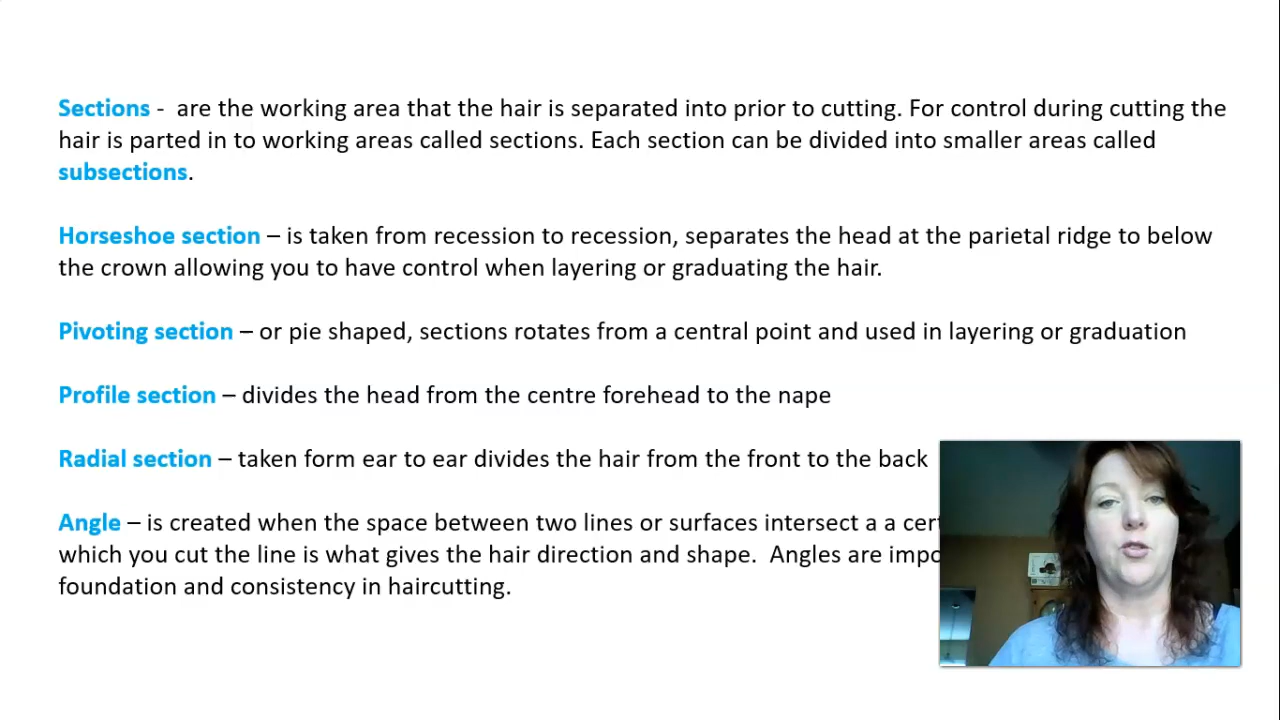 Sections - are the working area that the hair is separated into prior to cutting. For control during cutting the
hair is parted in to working areas called sections. Each section can be divided into smaller areas called
subsections.
Horseshoe section – is taken from recession to recession, separates the head at the parietal ridge to below
the crown allowing you to have control when layering or graduating the hair.
Pivoting section – or pie shaped, sections rotates from a central point and used in layering or graduation
Profile section – divides the head from the centre forehead to the nape
Radial section – taken form ear to ear divides the hair from the front to the back
Angle – is created when the space between two lines or surfaces intersect a a
which you cut the line is what gives the hair direction and shape. Angles are
foundation and consistency in haircutting.